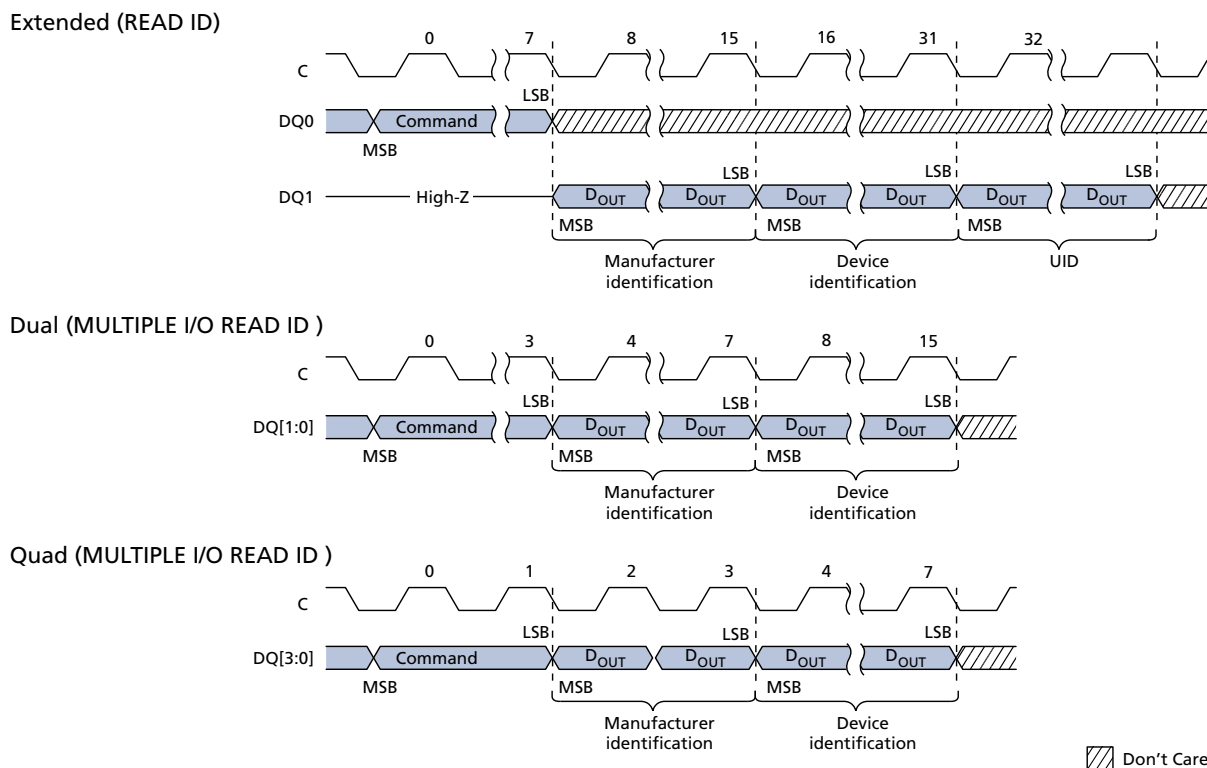 Extended (READ ID)
0 7 8 15 16 31 32
C
LSB
DQ0 Command
MSB
LSB LSB LSB
DQ1 High-Z DOUT DOUT DOUT DOUT DOUT DOUT
MSB MSB MSB
Manufacturer identification
Device identification
UID
Dual (MULTIPLE I/O READ ID )
0 3 4 7 8 15
C
LSB LSB LSB
DQ[1:0] Command DOUT DOUT DOUT DOUT
MSB MSB MSB
Manufacturer identification
Device identification
Quad (MULTIPLE I/O READ ID )
0 1 2 3 4 7
C
LSB LSB LSB
DQ[3:0] Command DOUT DOUT DOUT DOUT
MSB MSB MSB
Manufacturer identification
Device identification
Don't Care